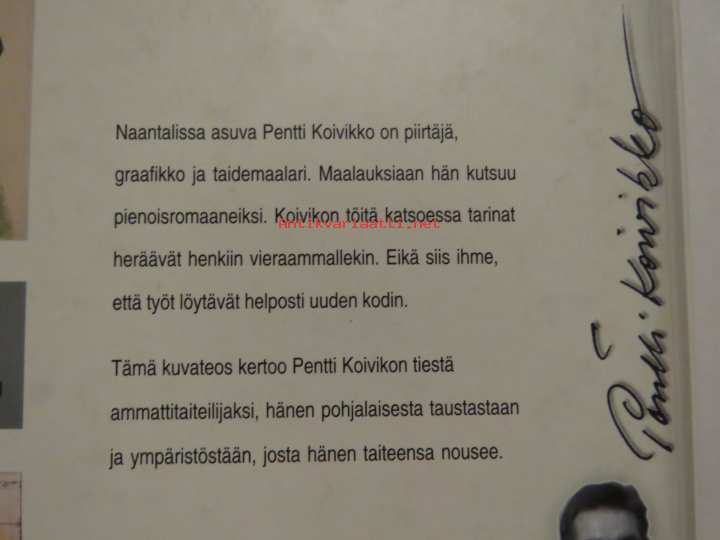 Naantalissa asuva Pentti Koivikko on piirtäjä,
graafikko ja taidemaalari. Maalauksiaan hän kutsuu
pienoisromaaneiksi. Koivikon töitä katsoessa tarinat
heräävät henkiin vieraammallekin. Eikä siis ihme,
että työt löytävät helposti uuden kodin.
Tämä kuvateos kertoo Pentti Koivikon tiestä
ammattitaiteilijaksi, hänen pohjalaisesta taustastaan
ja ympäristöstään, josta hänen taiteensa nousee.
Pentti Koivikko
Antikvariaatti.net